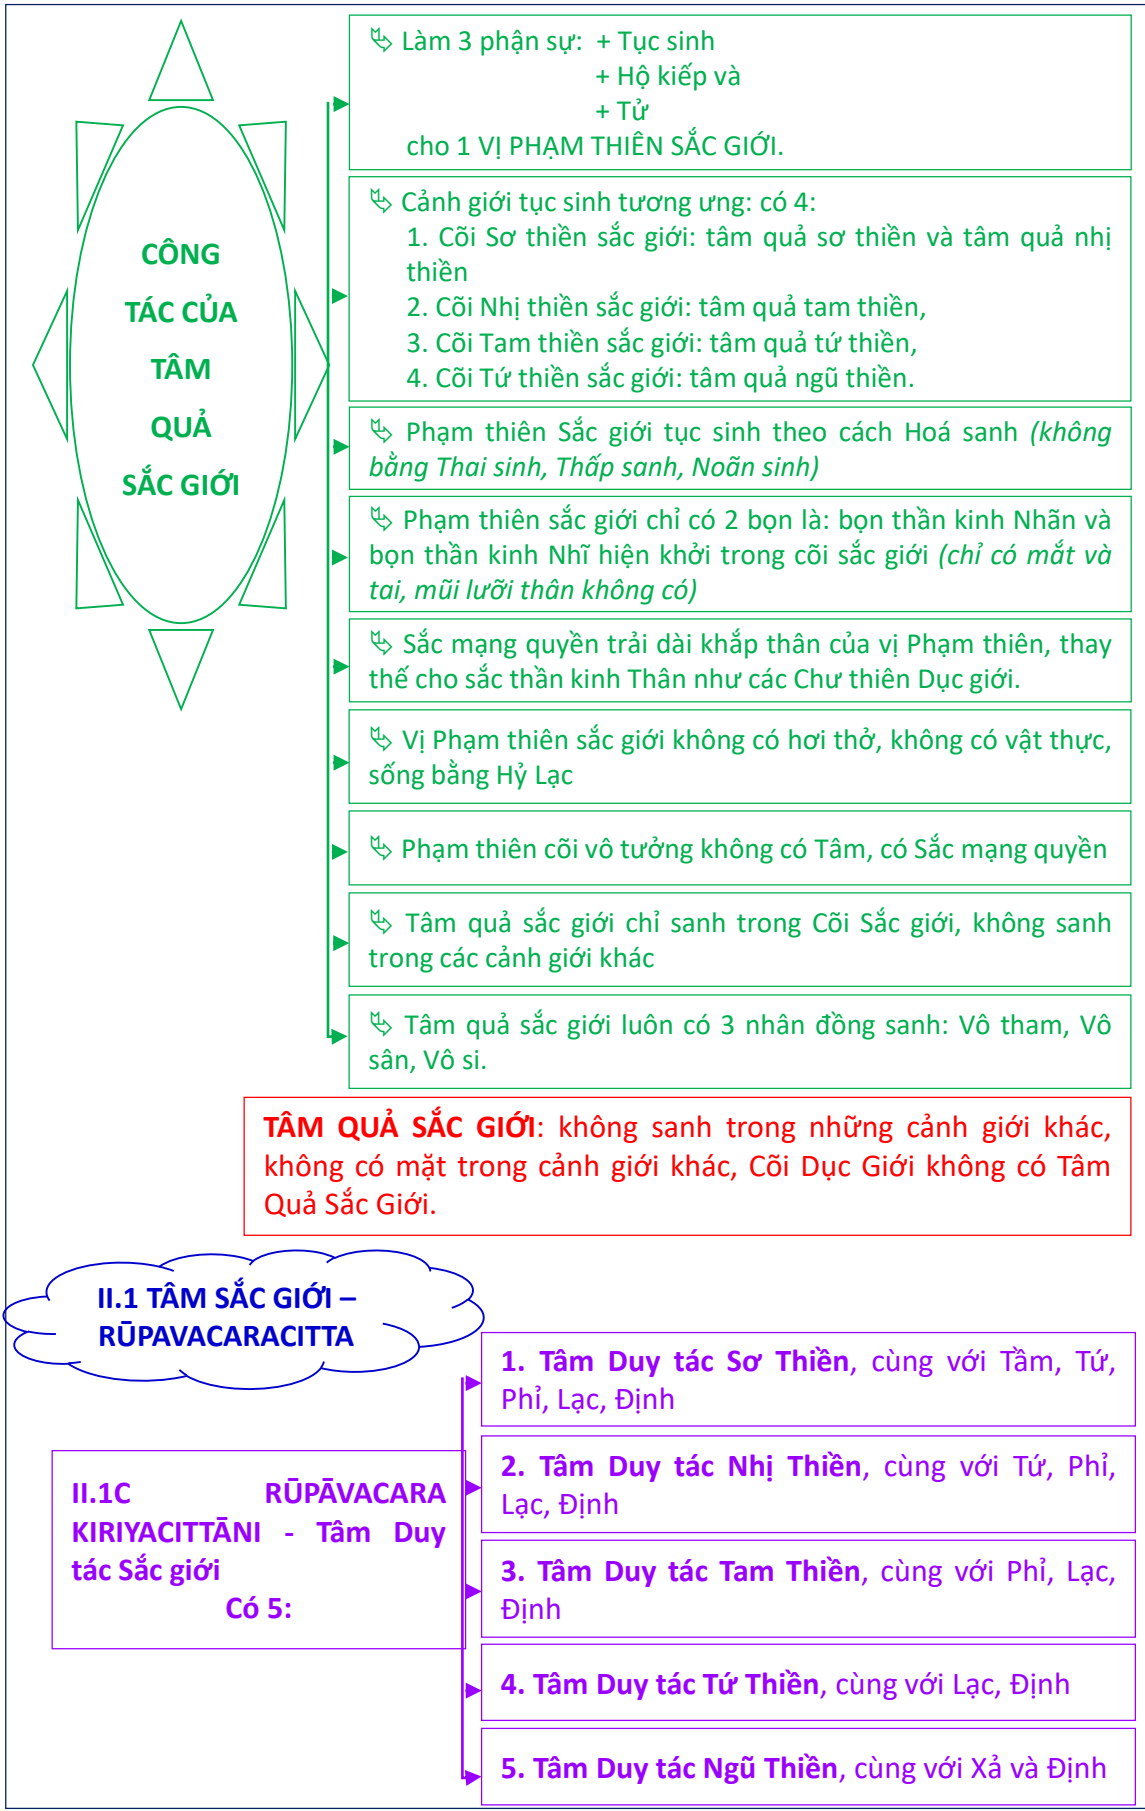 CÔNG
TÁC CỦA
TÂM
QUẢ
SẮC GIỚI
Làm 3 phận sự: + Tục sinh
+ Hộ kiếp và
+ Tử
cho 1 VỊ PHẠM THIÊN SẮC GIỚI.
Cảnh giới tục sinh tương ưng: có 4:
1. Cõi Sơ thiền sắc giới: tâm quả sơ thiền và tâm quả nhị
thiền
2. Cõi Nhị thiền sắc giới: tâm quả tam thiền,
3. Cõi Tam thiền sắc giới: tâm quả tứ thiền,
4. Cõi Tứ thiền sắc giới: tâm quả ngũ thiền.
Phạm thiên Sắc giới tục sinh theo cách Hoá sanh (không
bằng Thai sinh, Thấp sanh, Noãn sinh)
Phạm thiên sắc giới chỉ có 2 bọn là: bọn thần kinh Nhãn và
bọn thần kinh Nhĩ hiện khởi trong cõi sắc giới (chỉ có mắt và
tai, mũi lưỡi thân không có)
Sắc mạng quyền trải dài khắp thân của vị Phạm thiên, thay
thế cho sắc thần kinh Thân như các Chư thiên Dục giới.
Vị Phạm thiên sắc giới không có hơi thở, không có vật thực,
sống bằng Hỷ Lạc
Phạm thiên cõi vô tưởng không có Tâm, có Sắc mạng quyền
Tâm quả sắc giới chỉ sanh trong Cõi Sắc giới, không sanh
trong các cảnh giới khác
Tâm quả sắc giới luôn có 3 nhân đồng sanh: Vô tham, Vô
sân, Vô si.
TÂM QUẢ SẮC GIỚI: không sanh trong những cảnh giới khác,
không có mặt trong cảnh giới khác, Cõi Dục Giới không có Tâm
Quả Sắc Giới.
II.1 TÂM SẮC GIỚI –
RŪPAVACARACITTA
II.1C RŪPĀVACARA
KIRIYACITTĀNI - Tâm Duy
tác Sắc giới
Có 5:
1. Tâm Duy tác Sơ Thiền, cùng với Tầm, Tứ,
Phỉ, Lạc, Định
2. Tâm Duy tác Nhị Thiền, cùng với Tứ, Phỉ,
Lạc, Định
3. Tâm Duy tác Tam Thiền, cùng với Phỉ, Lạc,
Định
4. Tâm Duy tác Tứ Thiền, cùng với Lạc, Định
5. Tâm Duy tác Ngũ Thiền, cùng với Xả và Định